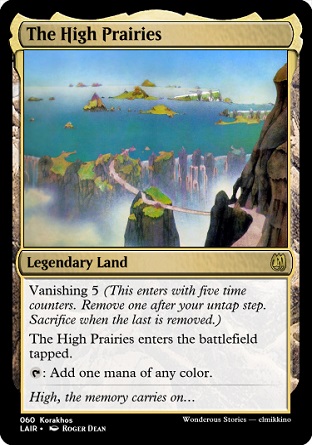 The High Prairies
Legendary Land
Vanishing 5 (This enters with five time
counters. Remove one after your untap step.
Sacrifice when the last is removed.)
The High Prairies enters the battlefield
tapped.
: Add one mana of any color.
High, the memory carries on...
060 Korakhos
Wonderous Stories — elmikkino
LAIR • Roger Dean